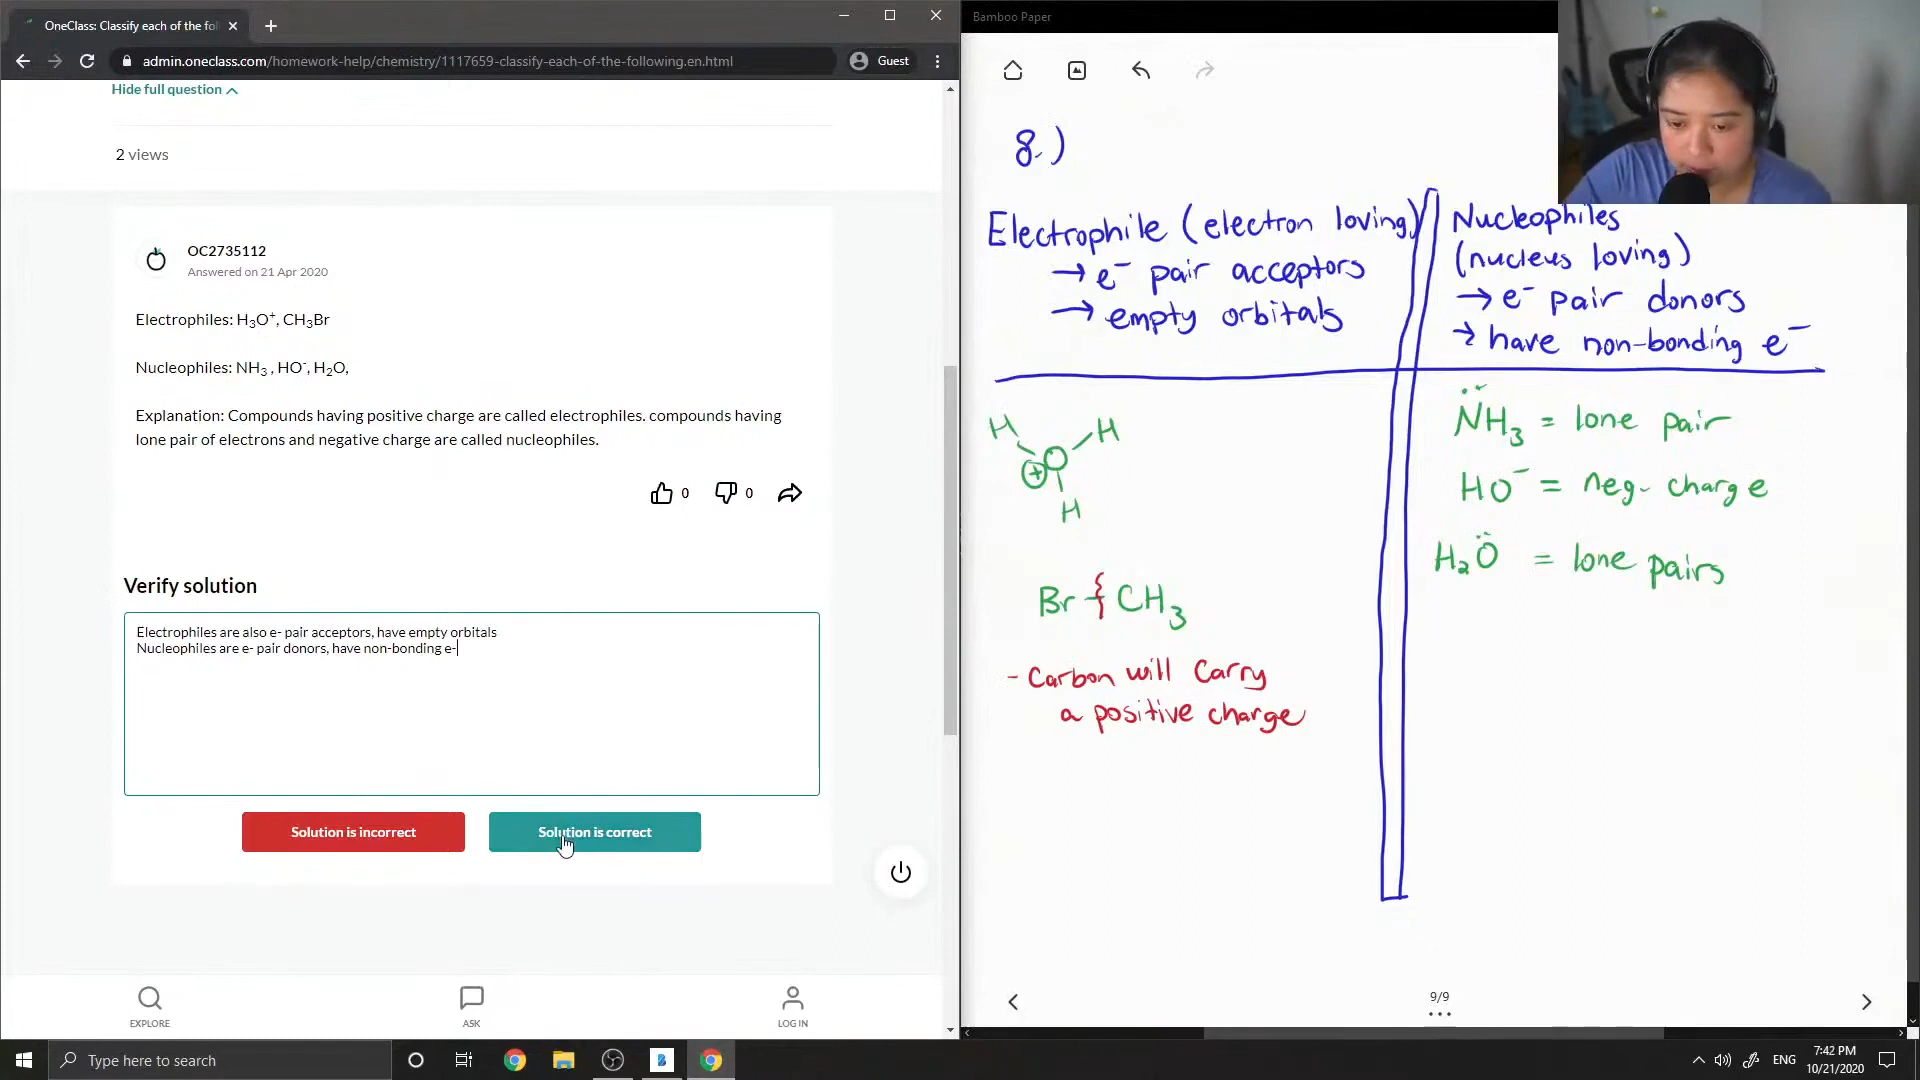 OneClass: Classify each of the fol
admin.oneclass.com/homework-help/chemistry/1117659-classify-each-of-the-following.en.html
Guest
Hide full question
2 views
OC2735112
Answered on 21 Apr 2020
Electrophiles: H₃O⁺, CH₃Br
Nucleophiles: NH₃ , HO⁻, H₂O,
Explanation: Compounds having positive charge are called electrophiles. compounds having
lone pair of electrons and negative charge are called nucleophiles.
0
0
Verify solution
Electrophiles are also e- pair acceptors, have empty orbitals
Nucleophiles are e- pair donors, have non-bonding e-
Solution is incorrect
Solution is correct
EXPLORE
ASK
LOG IN
Bamboo Paper
8.)
Electrophile (electron loving)
→ e⁻ pair acceptors
→ empty orbitals
Nucleophiles
(nucleus loving)
→ e⁻ pair donors
→ have non-bonding e⁻
H
H
O
+
H
Br-CH₃
- Carbon will carry
a positive charge
NH₃ = lone pair
HO⁻ = neg. charge
H₂O = lone pairs
9/9
Type here to search
ENG
7:42 PM
10/21/2020